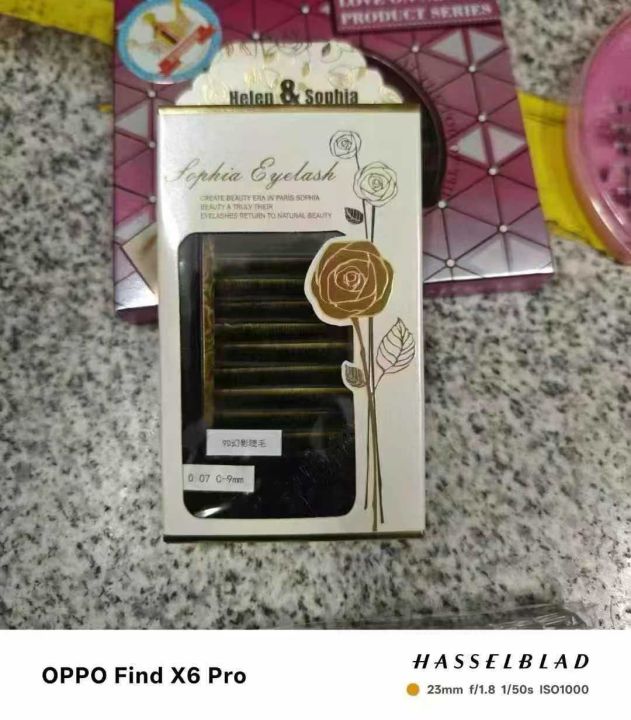 PRODUCT SERIES
Helen & Sophia
Sophia Eyelash
CREATE BEAUTY ERA IN PARIS SOPHIA
BEAUTY & TRULY THEIR
EYELASHES RETURN TO NATURAL BEAUTY
9D幻影睫毛
0.07 C-9mm
OPPO Find X6 Pro
HASSELBLAD
23mm f/1.8 1/50s ISO1000